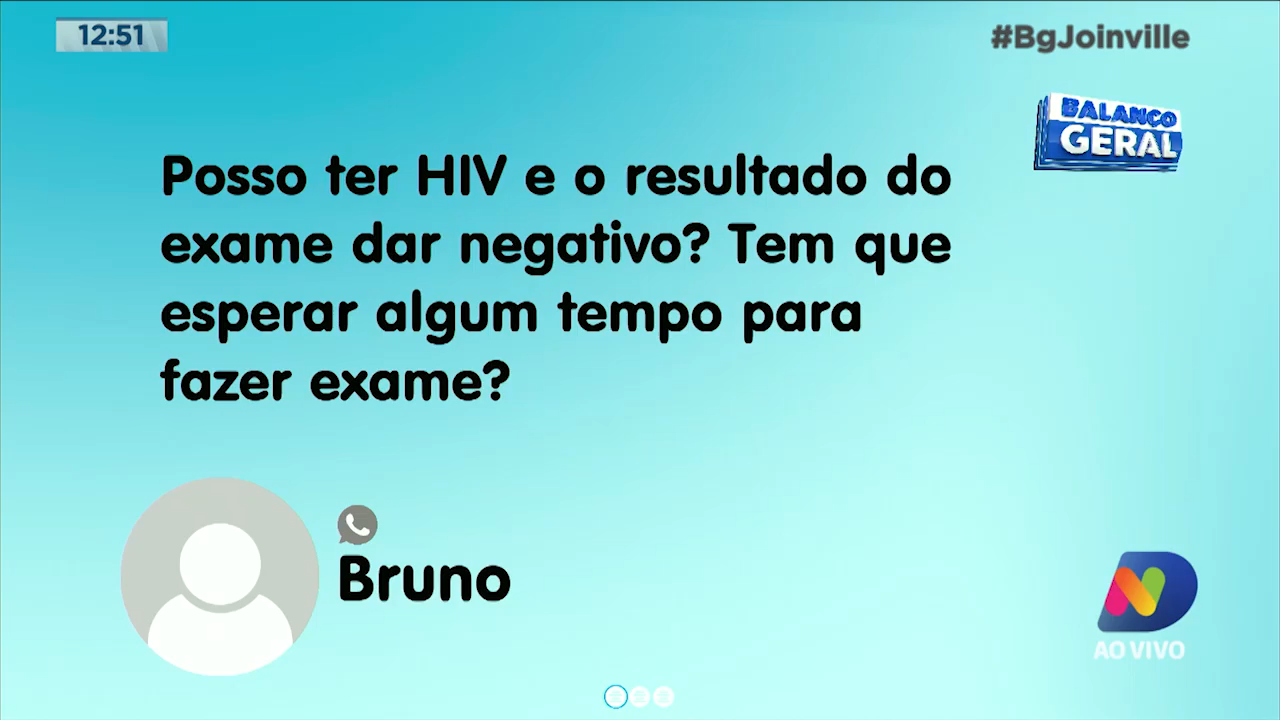 12:51
#BgJoinville
BALANÇO
GERAL
Posso ter HIV e o resultado do
exame dar negativo? Tem que
esperar algum tempo para
fazer exame?
Bruno
ND
AO VIVO